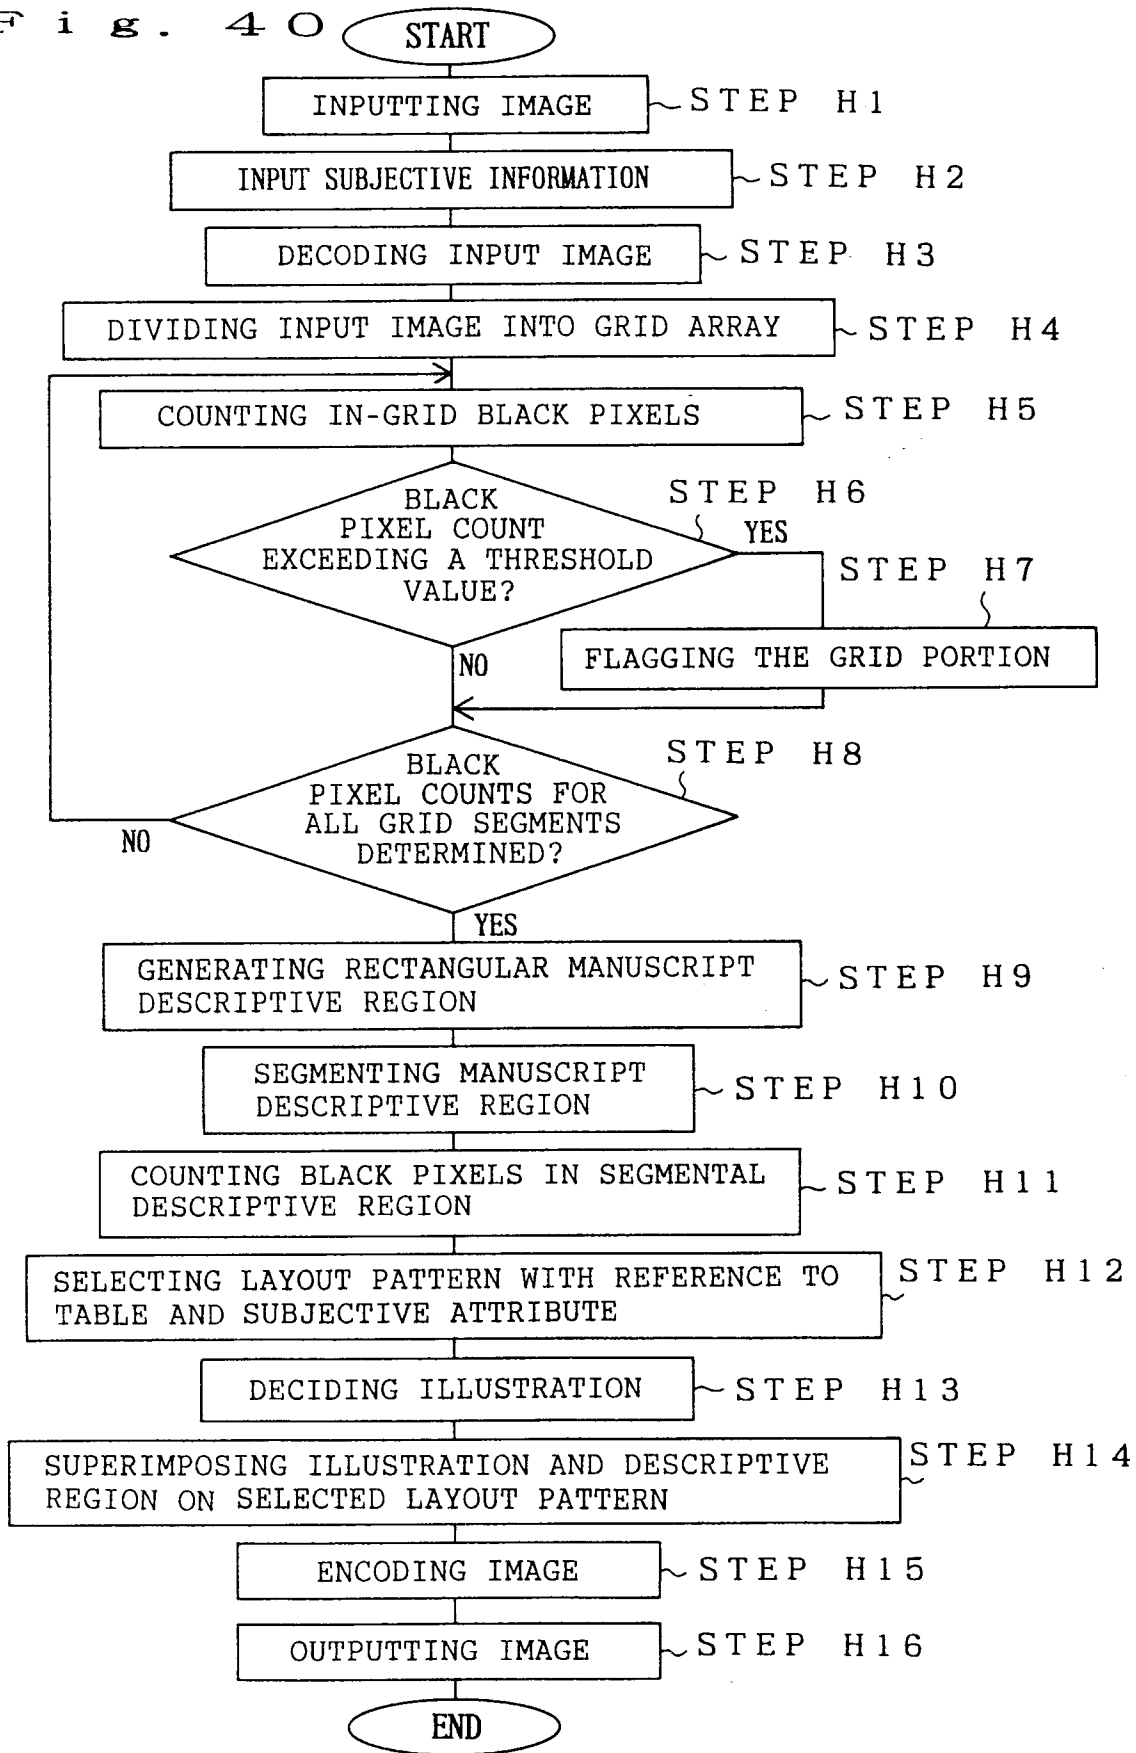 Fig. 40
START
INPUTTING IMAGE
STEP H1
INPUT SUBJECTIVE INFORMATION
STEP H2
DECODING INPUT IMAGE
STEP H3
DIVIDING INPUT IMAGE INTO GRID ARRAY
STEP H4
COUNTING IN-GRID BLACK PIXELS
STEP H5
BLACK
PIXEL COUNT
EXCEEDING A THRESHOLD
VALUE?
STEP H6
YES
NO
STEP H7
FLAGGING THE GRID PORTION
BLACK
PIXEL COUNTS FOR
ALL GRID SEGMENTS
DETERMINED?
STEP H8
NO
YES
GENERATING RECTANGULAR MANUSCRIPT
DESCRIPTIVE REGION
STEP H9
SEGMENTING MANUSCRIPT
DESCRIPTIVE REGION
STEP H10
COUNTING BLACK PIXELS IN SEGMENTAL
DESCRIPTIVE REGION
STEP H11
SELECTING LAYOUT PATTERN WITH REFERENCE TO
TABLE AND SUBJECTIVE ATTRIBUTE
STEP H12
DECIDING ILLUSTRATION
STEP H13
SUPERIMPOSING ILLUSTRATION AND DESCRIPTIVE
REGION ON SELECTED LAYOUT PATTERN
STEP H14
ENCODING IMAGE
STEP H15
OUTPUTTING IMAGE
STEP H16
END